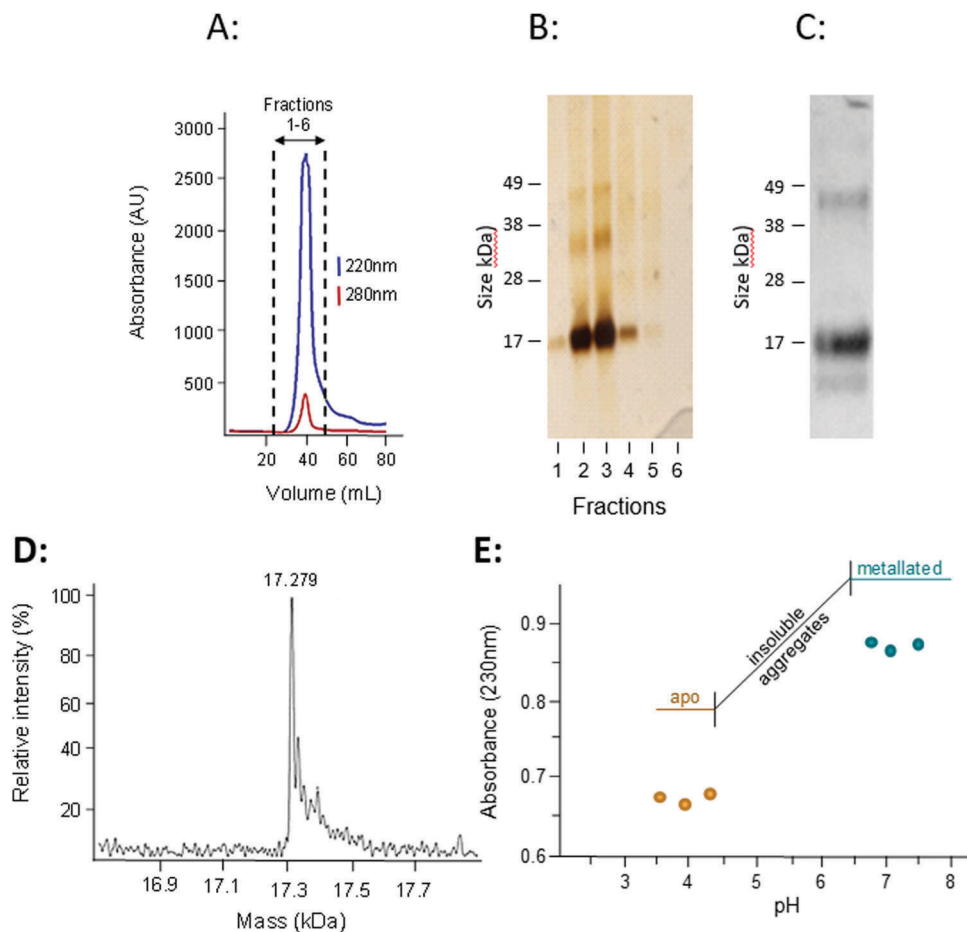 A:
B:
C:
Fractions
1-6
Absorbance (AU)
3000
2500
2000
1500
1000
500
220nm
280nm
20 40 60 80
Volume (mL)
Size kDa)
49
38
28
17
1 2 3 4 5 6
Fractions
Size kDa)
49
38
28
17
D:
17.279
Relative intensity (%)
100
80
60
40
20
16.9 17.1 17.3 17.5 17.7
Mass (kDa)
E:
Absorbance (230nm)
0.9
0.8
0.7
0.6
apo
insoluble
aggregates
metallated
3 4 5 6 7 8
pH